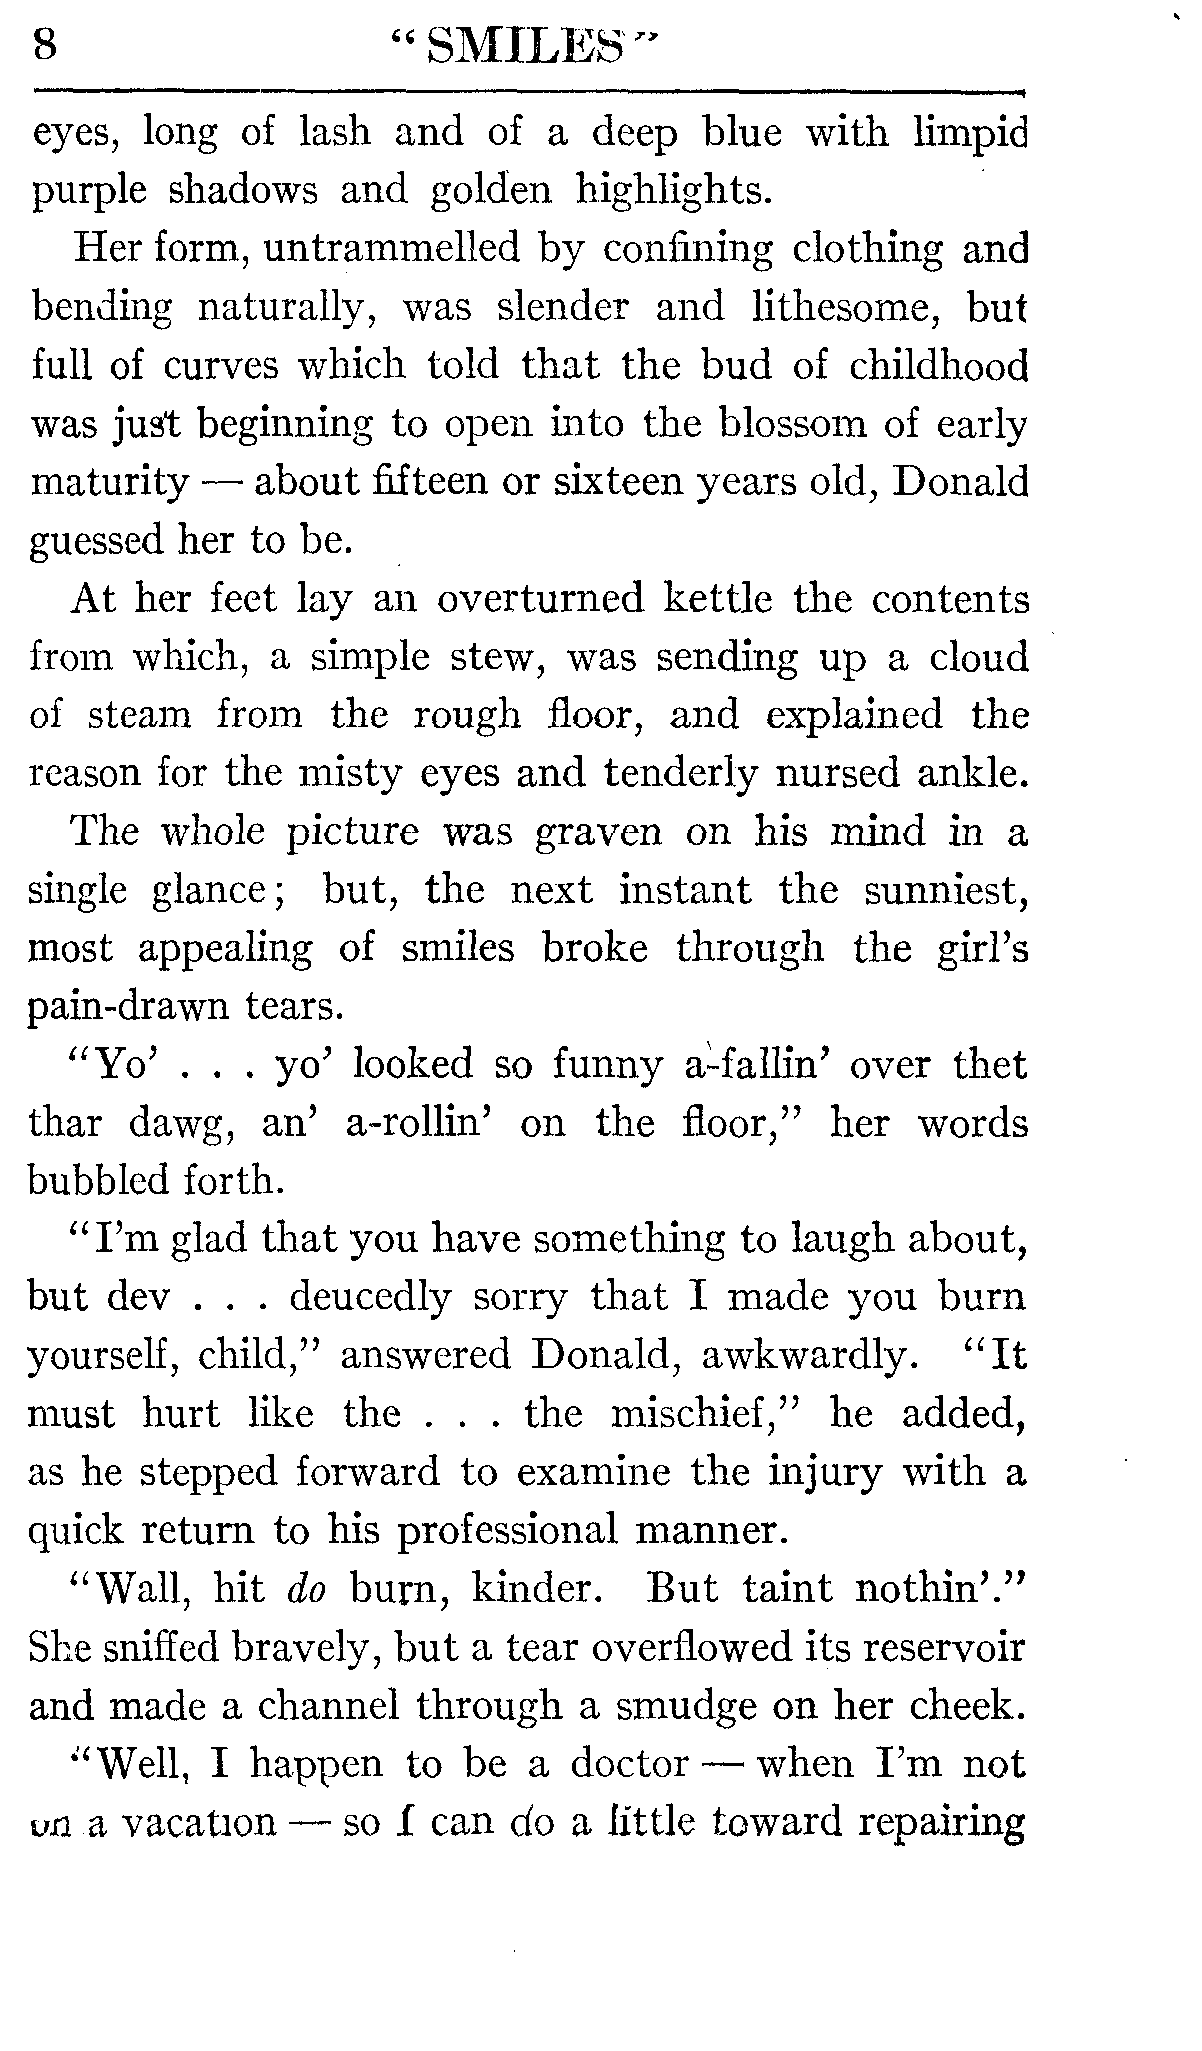 8 "SMILES"
eyes, long of lash and of a deep blue with limpid
purple shadows and golden highlights.
Her form, untrammelled by confining clothing and
bending naturally, was slender and lithesome, but
full of curves which told that the bud of childhood
was just beginning to open into the blossom of early
maturity — about fifteen or sixteen years old, Donald
guessed her to be.
At her feet lay an overturned kettle the contents
from which, a simple stew, was sending up a cloud
of steam from the rough floor, and explained the
reason for the misty eyes and tenderly nursed ankle.
The whole picture was graven on his mind in a
single glance; but, the next instant the sunniest,
most appealing of smiles broke through the girl's
pain-drawn tears.
"Yo' . . . yo' looked so funny a-fallin' over thet
thar dawg, an' a-rollin' on the floor," her words
bubbled forth.
"I'm glad that you have something to laugh about,
but dev . . . deucedly sorry that I made you burn
yourself, child," answered Donald, awkwardly. "It
must hurt like the . . . the mischief," he added,
as he stepped forward to examine the injury with a
quick return to his professional manner.
"Wall, hit do burn, kinder. But taint nothin'."
She sniffed bravely, but a tear overflowed its reservoir
and made a channel through a smudge on her cheek.
"Well, I happen to be a doctor — when I'm not
on a vacation — so I can do a little toward repairing